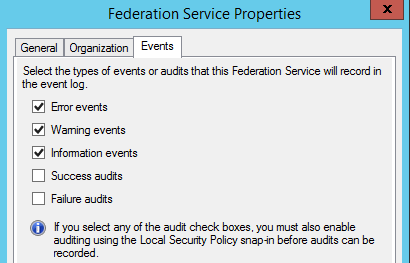 Federation Service Properties
x
General Organization Events
Select the types of events or audits that this Federation Service will record in
the event log.
Error events
Warning events
Information events
Success audits
Failure audits
If you select any of the audit check boxes, you must also enable
auditing using the Local Security Policy snap-in before audits can be
recorded.